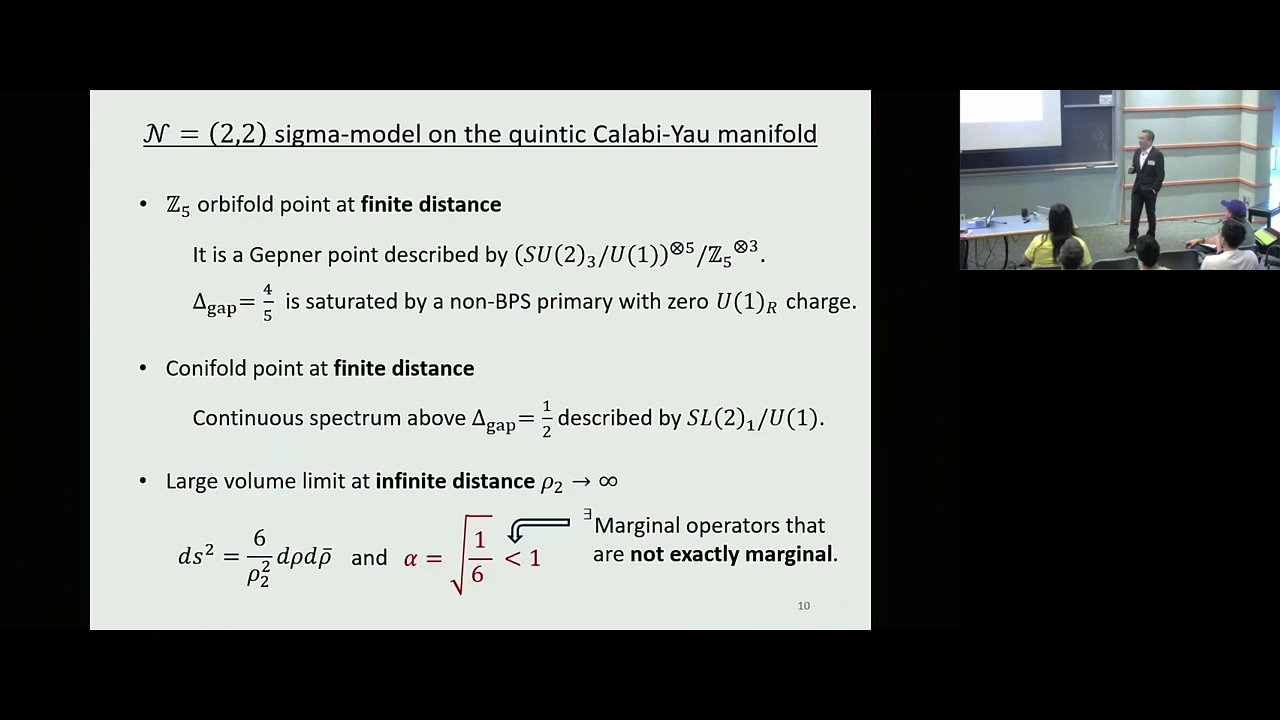 𝒩 = (2,2) sigma-model on the quintic Calabi-Yau manifold
• ℤ₅ orbifold point at finite distance
It is a Gepner point described by (SU(2)₃/U(1))^⊗5/ℤ₅^⊗3.
Δ_gap= 4/5 is saturated by a non-BPS primary with zero U(1)_R charge.
• Conifold point at finite distance
Continuous spectrum above Δ_gap= 1/2 described by SL(2)₁/U(1).
• Large volume limit at infinite distance ρ₂ → ∞
ds² = 6/ρ₂² dρdρ̄ and α = √(1/6) < 1
∃Marginal operators that
are not exactly marginal.
10